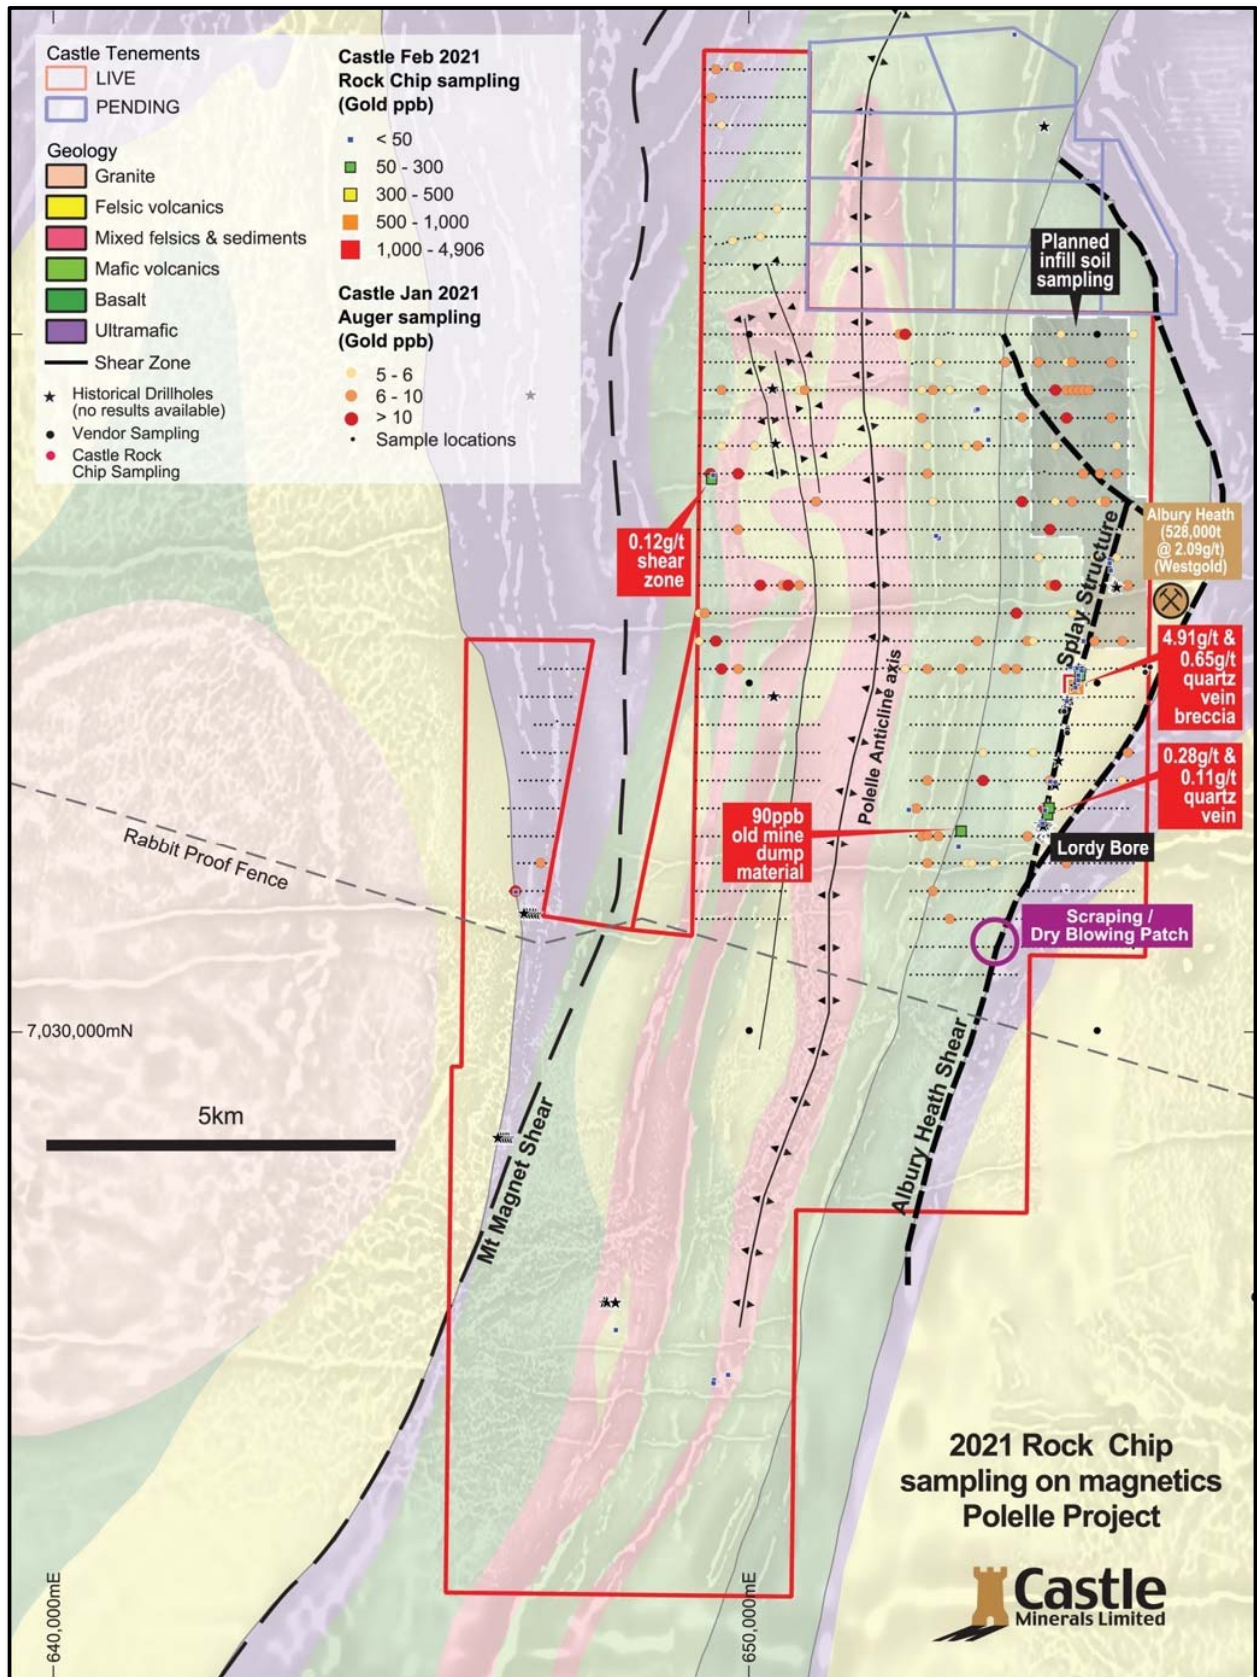 Castle Tenements
LIVE
PENDING
Geology
Granite
Felsic volcanics
Mixed felsics & sediments
Mafic volcanics
Basalt
Ultramafic
Shear Zone
Historical Drillholes
(no results available)
Vendor Sampling
Castle Rock
Chip Sampling
Castle Feb 2021
Rock Chip sampling
(Gold ppb)
< 50
50 - 300
300 - 500
500 - 1,000
1,000 - 4,906
Castle Jan 2021
Auger sampling
(Gold ppb)
5 - 6
6 - 10
> 10
Sample locations
Planned
infill soil
sampling
Albury Heath
(528,000t
@ 2.09g/t)
(Westgold)
Splay Structure
0.12g/t
shear
zone
4.91g/t &
0.65g/t
quartz
vein
breccia
Polelle Anticline axis
0.28g/t &
0.11g/t
quartz
vein
90ppb
old mine
dump
material
Lordy Bore
Rabbit Proof Fence
Scraping /
Dry Blowing Patch
7,030,000mN
5km
Mt Magnet Shear
Albury Heath Shear
2021 Rock Chip
sampling on magnetics
Polelle Project
Castle
Minerals Limited
640,000mE
650,000mE